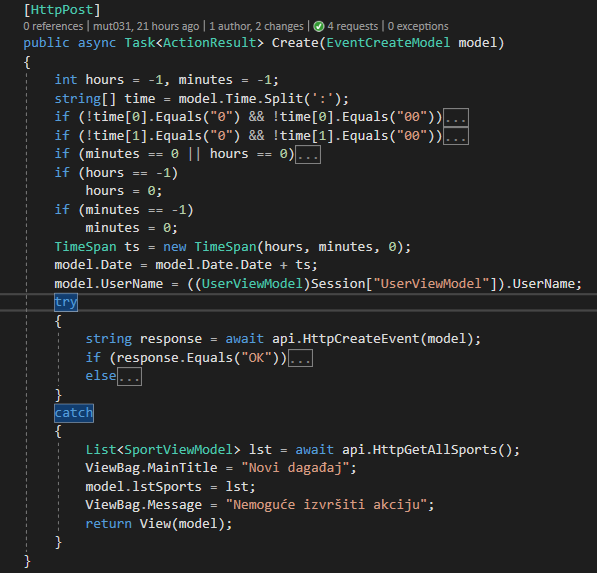 [HttpPost]
0 references | mut031, 21 hours ago | 1 author, 2 changes | 4 requests | 0 exceptions
public async Task<ActionResult> Create(EventCreateModel model)
{
int hours = -1, minutes = -1;
string[] time = model.Time.Split(':');
if (!time[0].Equals("0") && !time[0].Equals("00"))...
if (!time[1].Equals("0") && !time[1].Equals("00"))...
if (minutes == 0 || hours == 0)...
if (hours == -1)
hours = 0;
if (minutes == -1)
minutes = 0;
TimeSpan ts = new TimeSpan(hours, minutes, 0);
model.Date = model.Date.Date + ts;
model.UserName = ((UserViewModel)Session["UserViewModel"]).UserName;
try
{
string response = await api.HttpCreateEvent(model);
if (response.Equals("OK"))...
else...
}
catch
{
List<SportViewModel> lst = await api.HttpGetAllSports();
ViewBag.MainTitle = "Novi događaj";
model.lstSports = lst;
ViewBag.Message = "Nemoguće izvršiti akciju";
return View(model);
}
}